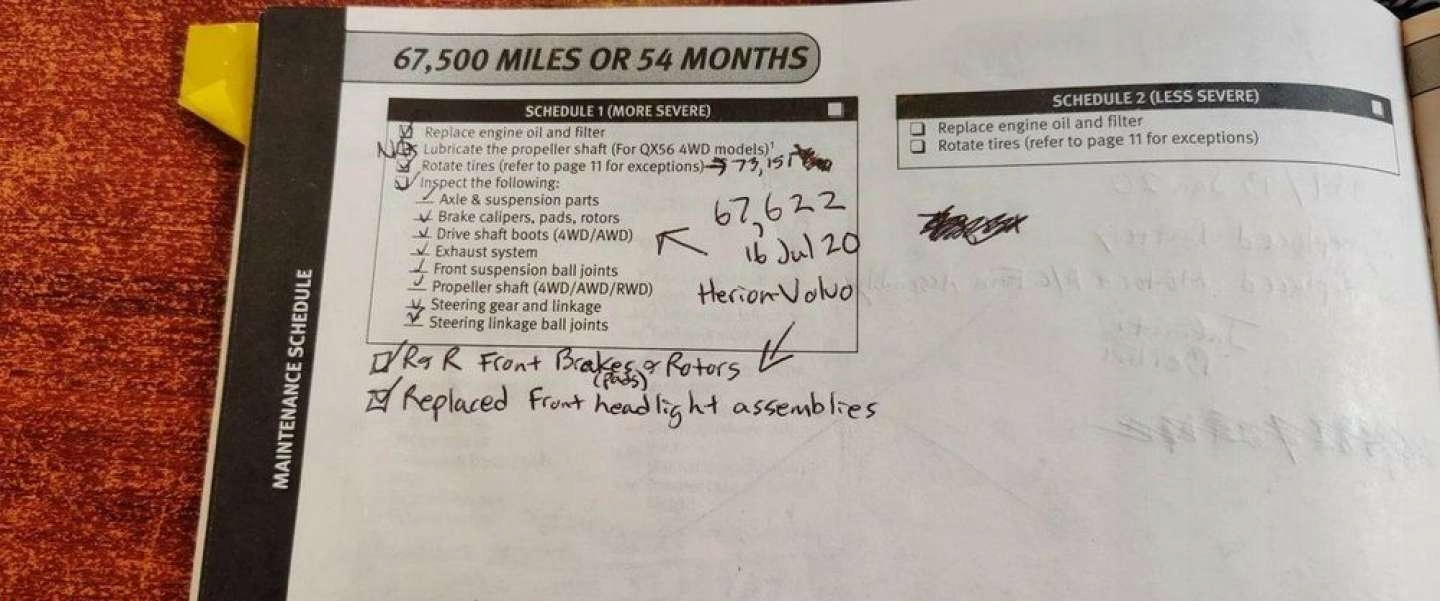 67,500 MILES OR 54 MONTHS
SCHEDULE 1 (MORE SEVERE)
Replace engine oil and filter
Lubricate the propeller shaft (For QX56 4WD models)¹
Rotate tires (refer to page 11 for exceptions) → 73,151
Inspect the following:
Axle & suspension parts
Brake calipers, pads, rotors
Drive shaft boots (4WD/AWD)
Exhaust system
Front suspension ball joints
Propeller shaft (4WD/AWD/RWD)
Steering gear and linkage
Steering linkage ball joints
67,622
16 Jul 20
Herion Volvo
R&R Front Brakes & Rotors
(pads)
Replaced Front headlight assemblies
SCHEDULE 2 (LESS SEVERE)
Replace engine oil and filter
Rotate tires (refer to page 11 for exceptions)
MAINTENANCE SCHEDULE